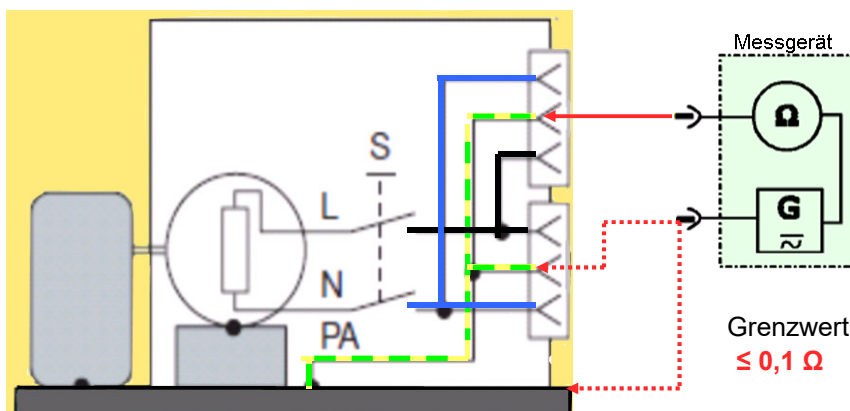 Messgerät
Ω
G
S
L
N
PA
Grenzwert
≤ 0,1 Ω